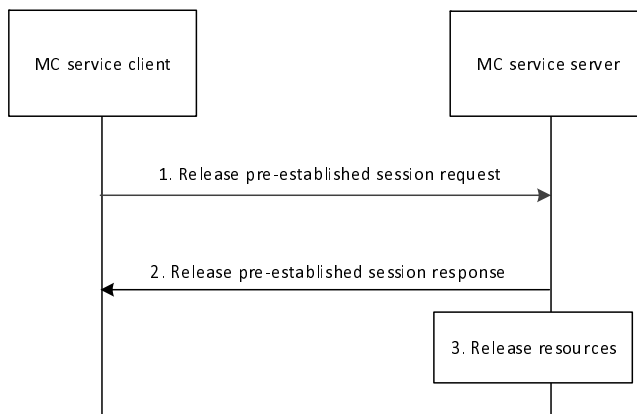 MC service client
MC service server
1. Release pre-established session request
2. Release pre-established session response
3. Release resources